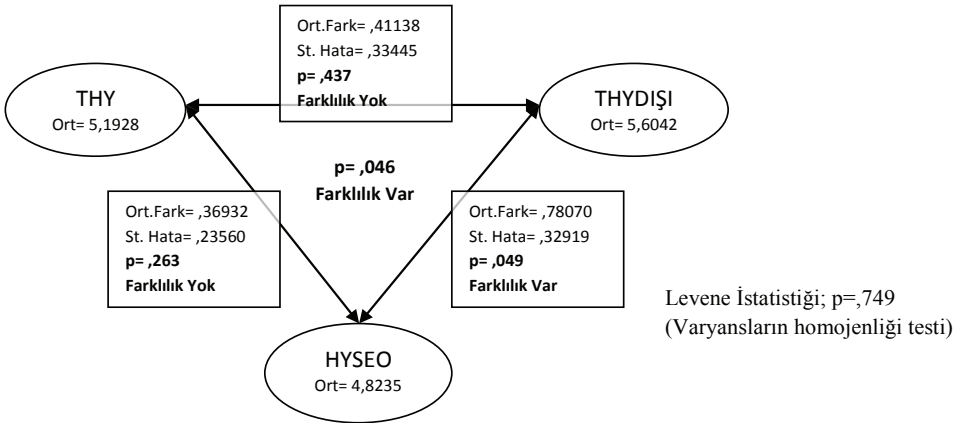 Ort.Fark= ,41138
St. Hata= ,33445
p= ,437
Farklılık Yok
THY
Ort= 5,1928
THYDIŞI
Ort= 5,6042
p= ,046
Farklılık Var
Ort.Fark= ,36932
St. Hata= ,23560
p= ,263
Farklılık Yok
Ort.Fark= ,78070
St. Hata= ,32919
p= ,049
Farklılık Var
Levene İstatistiği; p=,749
(Varyansların homojenliği testi)
HYSEO
Ort= 4,8235